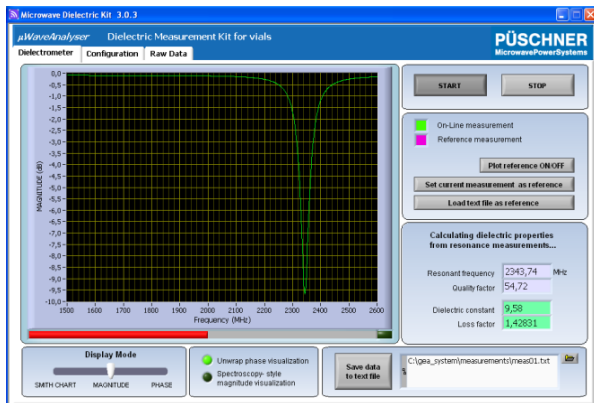 Microwave Dielectric Kit 3.0.3
µWaveAnalyser Dielectric Measurement Kit for vials
PÜSCHNER
MicrowavePowerSystems
Dielectrometer Configuration Raw Data
0,0
-0,5
-1,0
-1,5
-2,0
-2,5
-3,0
-3,5
-4,0
-4,5
-5,0
-5,5
-6,0
-6,5
-7,0
-7,5
-8,0
-8,5
-9,0
-9,5
-10,0
MAGNITUDE (dB)
1500 1600 1700 1800 1900 2000 2100 2200 2300 2400 2500 2600
Frequency (MHz)
START STOP
On-Line measurement
Reference measurement
Plot reference ON/OFF
Set current measurement as reference
Load text file as reference
Calculating dielectric properties
from resonance measurements...
Resonant frequency 2343,74 MHz
Quality factor 54,72
Dielectric constant 9,58
Loss factor 1,42831
Display Mode
SMITH CHART MAGNITUDE PHASE
Unwrap phase visualization
Spectroscopy- style
magnitude visualization
Save data
to text file
C:\gea_system\measurements\meas01.txt